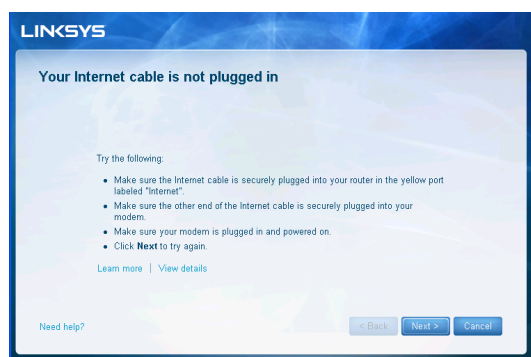 LINKSYS
Your Internet cable is not plugged in
Try the following:
• Make sure the Internet cable is securely plugged into your router in the yellow port
labeled "Internet".
• Make sure the other end of the Internet cable is securely plugged into your
modem.
• Make sure your modem is plugged in and powered on.
• Click Next to try again.
Learn more | View details
Need help? < Back Next > Cancel